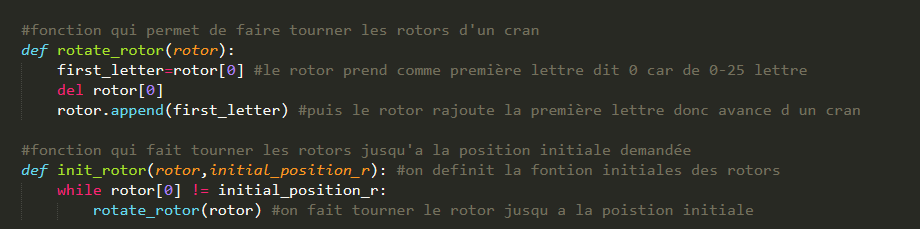 #fonction qui permet de faire tourner les rotors d'un cran
def rotate_rotor(rotor):
first_letter=rotor[0] #le rotor prend comme première lettre dit 0 car de 0-25 lettre
del rotor[0]
rotor.append(first_letter) #puis le rotor rajoute la première lettre donc avance d un cran
#fonction qui fait tourner les rotors jusqu'a la position initiale demandée
def init_rotor(rotor,initial_position_r): #on definit la fontion initiales des rotors
while rotor[0] != initial_position_r:
rotate_rotor(rotor) #on fait tourner le rotor jusqu a la poistion initiale